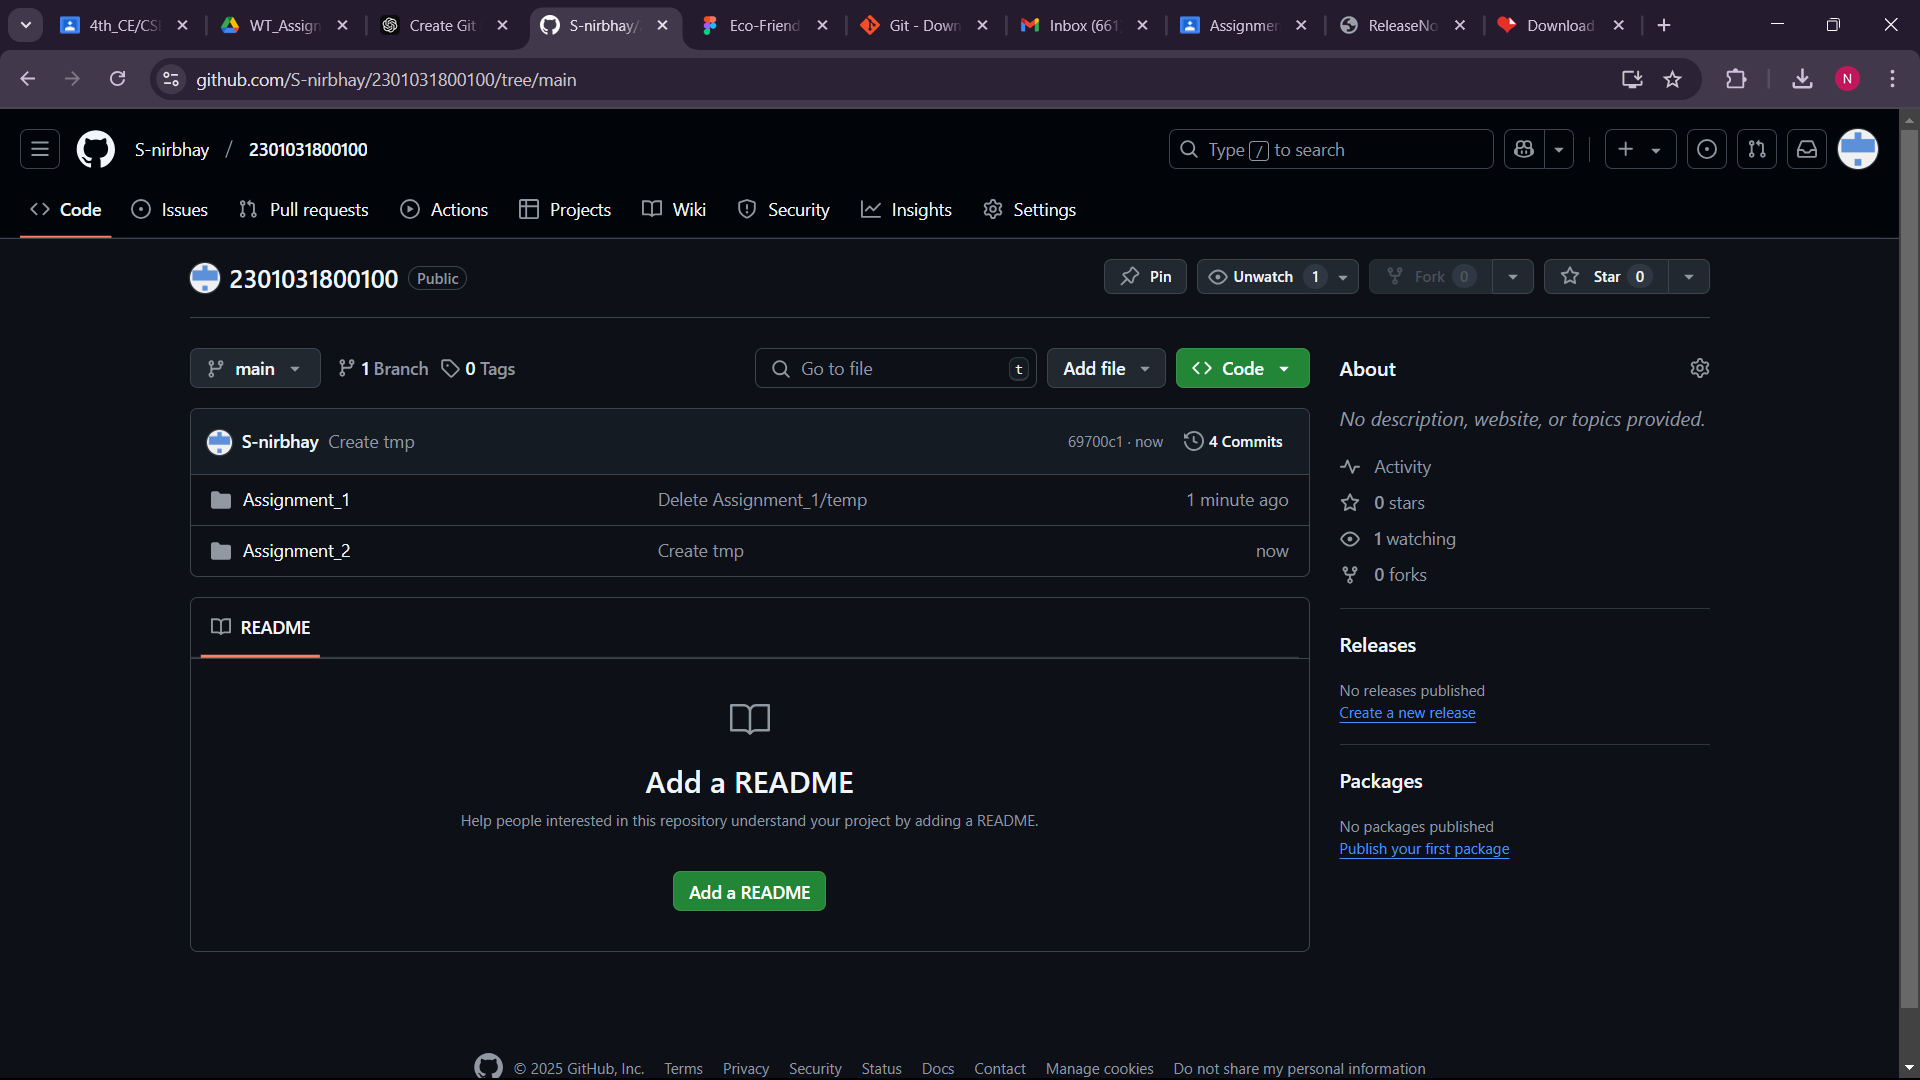 4th_CE/CS
WT_Assign
Create Git
S-nirbhay/
Eco-Friend
Git - Down
Inbox (661
Assignmen
ReleaseNo
Download
github.com/S-nirbhay/2301031800100/tree/main
N
S-nirbhay / 2301031800100
Type / to search
Code Issues Pull requests Actions Projects Wiki Security Insights Settings
2301031800100 Public
Pin Unwatch 1 Fork 0 Star 0
main 1 Branch 0 Tags
Go to file t Add file Code
S-nirbhay Create tmp 69700c1 · now 4 Commits
Assignment_1 Delete Assignment_1/temp 1 minute ago
Assignment_2 Create tmp now
README
Add a README
Help people interested in this repository understand your project by adding a README.
Add a README
About
No description, website, or topics provided.
Activity
0 stars
1 watching
0 forks
Releases
No releases published
Create a new release
Packages
No packages published
Publish your first package
© 2025 GitHub, Inc. Terms Privacy Security Status Docs Contact Manage cookies Do not share my personal information